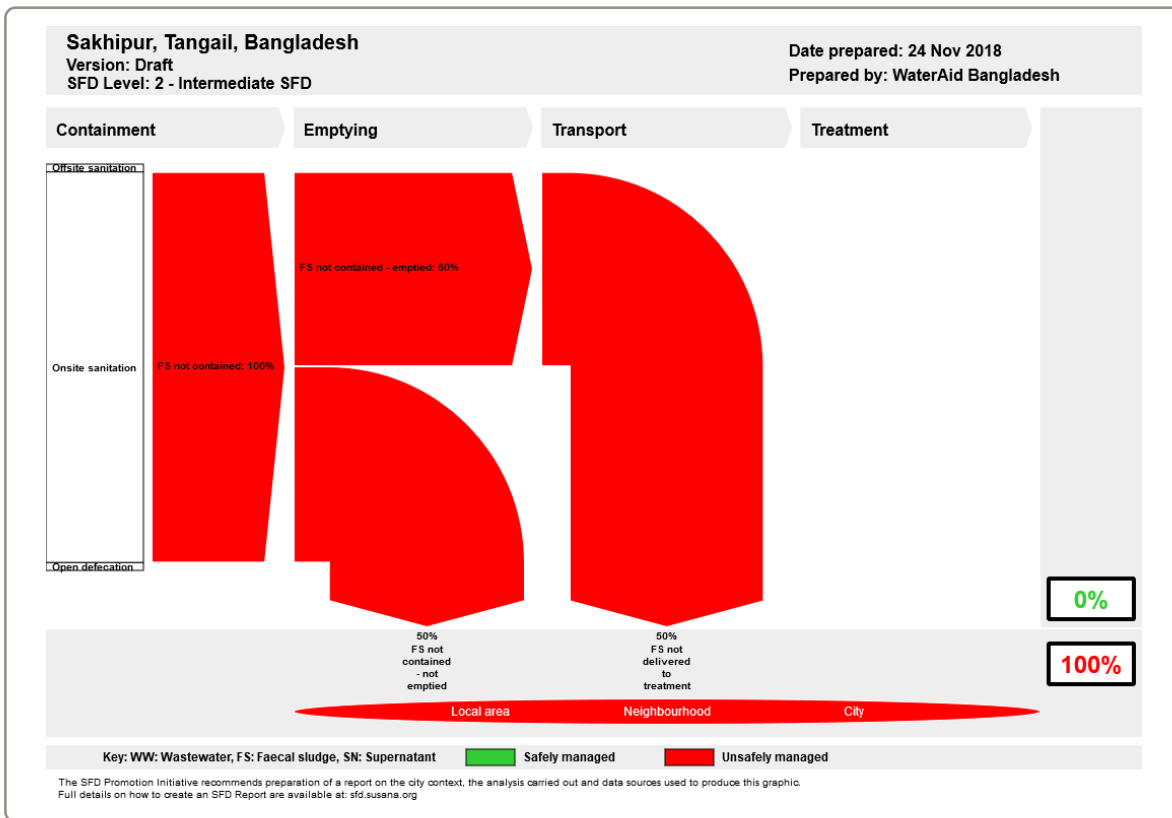 Sakhipur, Tangail, Bangladesh
Version: Draft
SFD Level: 2 - Intermediate SFD
Date prepared: 24 Nov 2018
Prepared by: WaterAid Bangladesh
Containment
Emptying
Transport
Treatment
Offsite sanitation
FS not contained - emptied: 50%
Onsite sanitation
FS not contained: 100%
Open defecation
0%
50%
FS not
contained
- not
emptied
50%
FS not
delivered
to
treatment
100%
Local area
Neighbourhood
City
Key: WW: Wastewater, FS: Faecal sludge, SN: Supernatant
Safely managed
Unsafely managed
The SFD Promotion Initiative recommends preparation of a report on the city context, the analysis carried out and data sources used to produce this graphic.
Full details on how to create an SFD Report are available at: sfd.susana.org